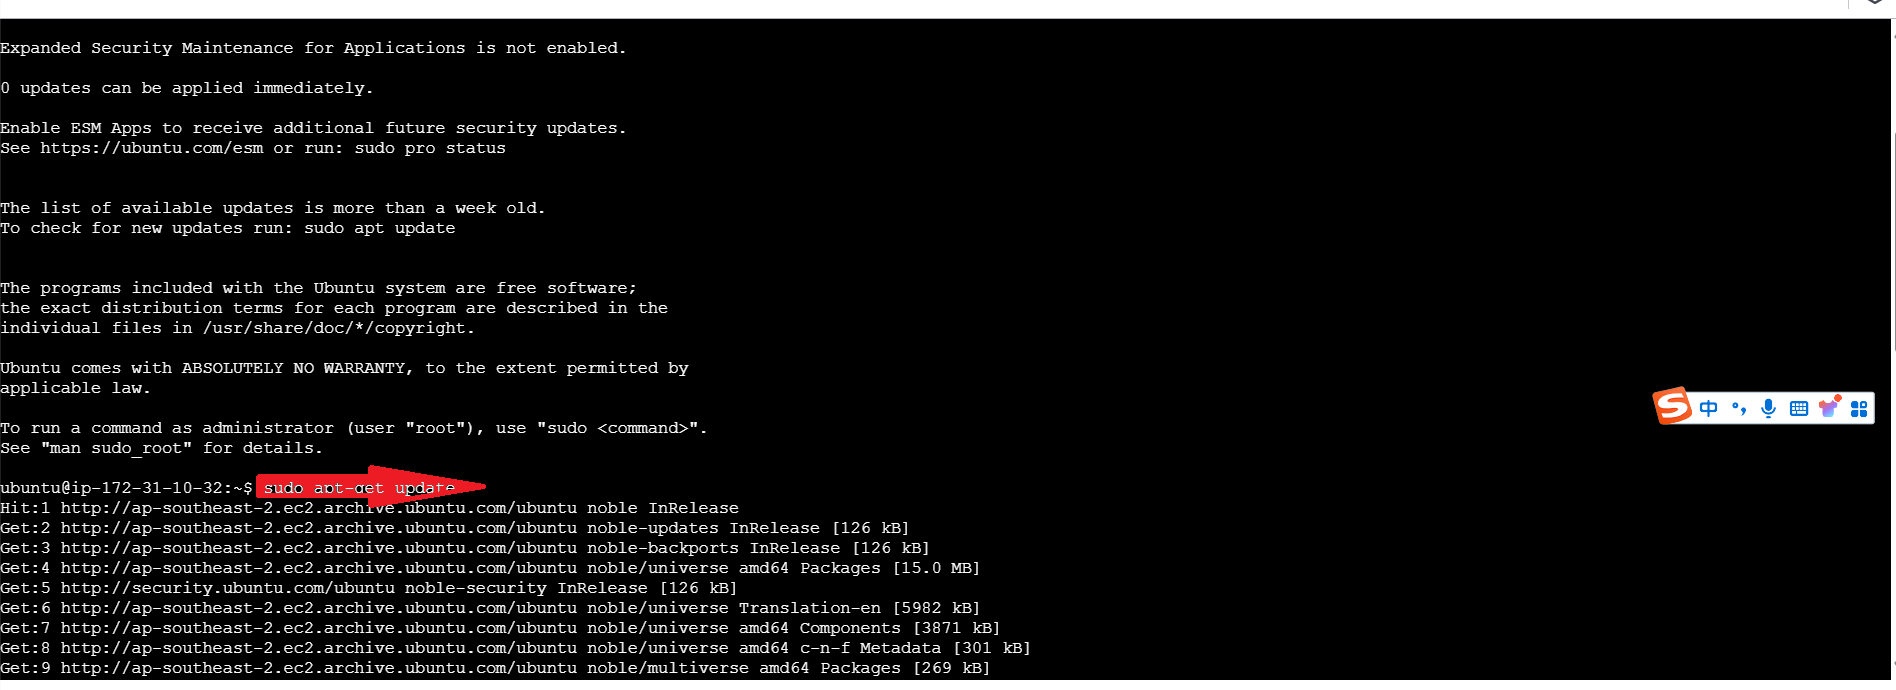 Expanded Security Maintenance for Applications is not enabled.
0 updates can be applied immediately.
Enable ESM Apps to receive additional future security updates.
See https://ubuntu.com/esm or run: sudo pro status
The list of available updates is more than a week old.
To check for new updates run: sudo apt update
The programs included with the Ubuntu system are free software;
the exact distribution terms for each program are described in the
individual files in /usr/share/doc/*/copyright.
Ubuntu comes with ABSOLUTELY NO WARRANTY, to the extent permitted by
applicable law.
To run a command as administrator (user "root"), use "sudo <command>".
See "man sudo_root" for details.
ubuntu@ip-172-31-10-32:~$ sudo apt-get update
Hit:1 http://ap-southeast-2.ec2.archive.ubuntu.com/ubuntu noble InRelease
Get:2 http://ap-southeast-2.ec2.archive.ubuntu.com/ubuntu noble-updates InRelease [126 kB]
Get:3 http://ap-southeast-2.ec2.archive.ubuntu.com/ubuntu noble-backports InRelease [126 kB]
Get:4 http://ap-southeast-2.ec2.archive.ubuntu.com/ubuntu noble/universe amd64 Packages [15.0 MB]
Get:5 http://security.ubuntu.com/ubuntu noble-security InRelease [126 kB]
Get:6 http://ap-southeast-2.ec2.archive.ubuntu.com/ubuntu noble/universe Translation-en [5982 kB]
Get:7 http://ap-southeast-2.ec2.archive.ubuntu.com/ubuntu noble/universe amd64 Components [3871 kB]
Get:8 http://ap-southeast-2.ec2.archive.ubuntu.com/ubuntu noble/universe amd64 c-n-f Metadata [301 kB]
Get:9 http://ap-southeast-2.ec2.archive.ubuntu.com/ubuntu noble/multiverse amd64 Packages [269 kB]
S 中 °,